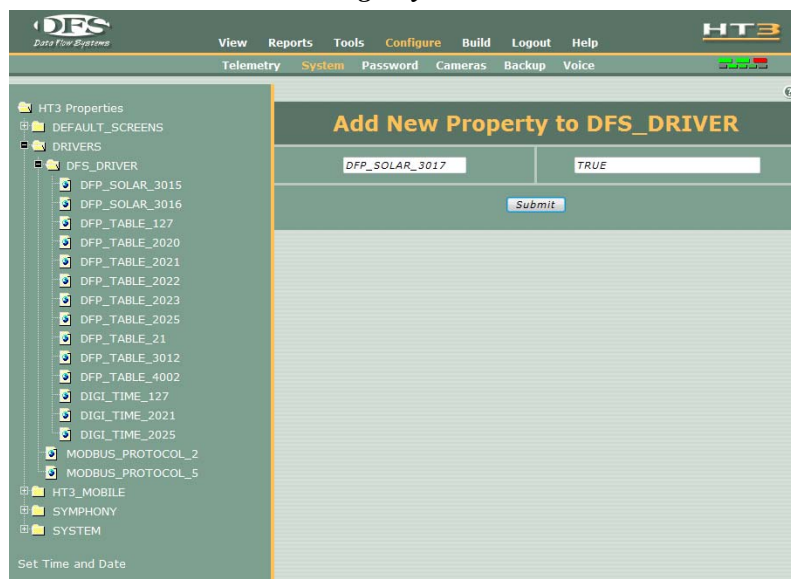 DFS
Data Flow Systems
HT3
View Reports Tools Configure Build Logout Help
Telemetry System Password Cameras Backup Voice
HT3 Properties
DEFAULT_SCREENS
DRIVERS
DFS_DRIVER
DFP_SOLAR_3015
DFP_SOLAR_3016
DFP_TABLE_127
DFP_TABLE_2020
DFP_TABLE_2021
DFP_TABLE_2022
DFP_TABLE_2023
DFP_TABLE_2025
DFP_TABLE_21
DFP_TABLE_3012
DFP_TABLE_4002
DIGI_TIME_127
DIGI_TIME_2021
DIGI_TIME_2025
MODBUS_PROTOCOL_2
MODBUS_PROTOCOL_5
HT3_MOBILE
SYMPHONY
SYSTEM
Set Time and Date
Add New Property to DFS_DRIVER
DFP_SOLAR_3017 TRUE
Submit